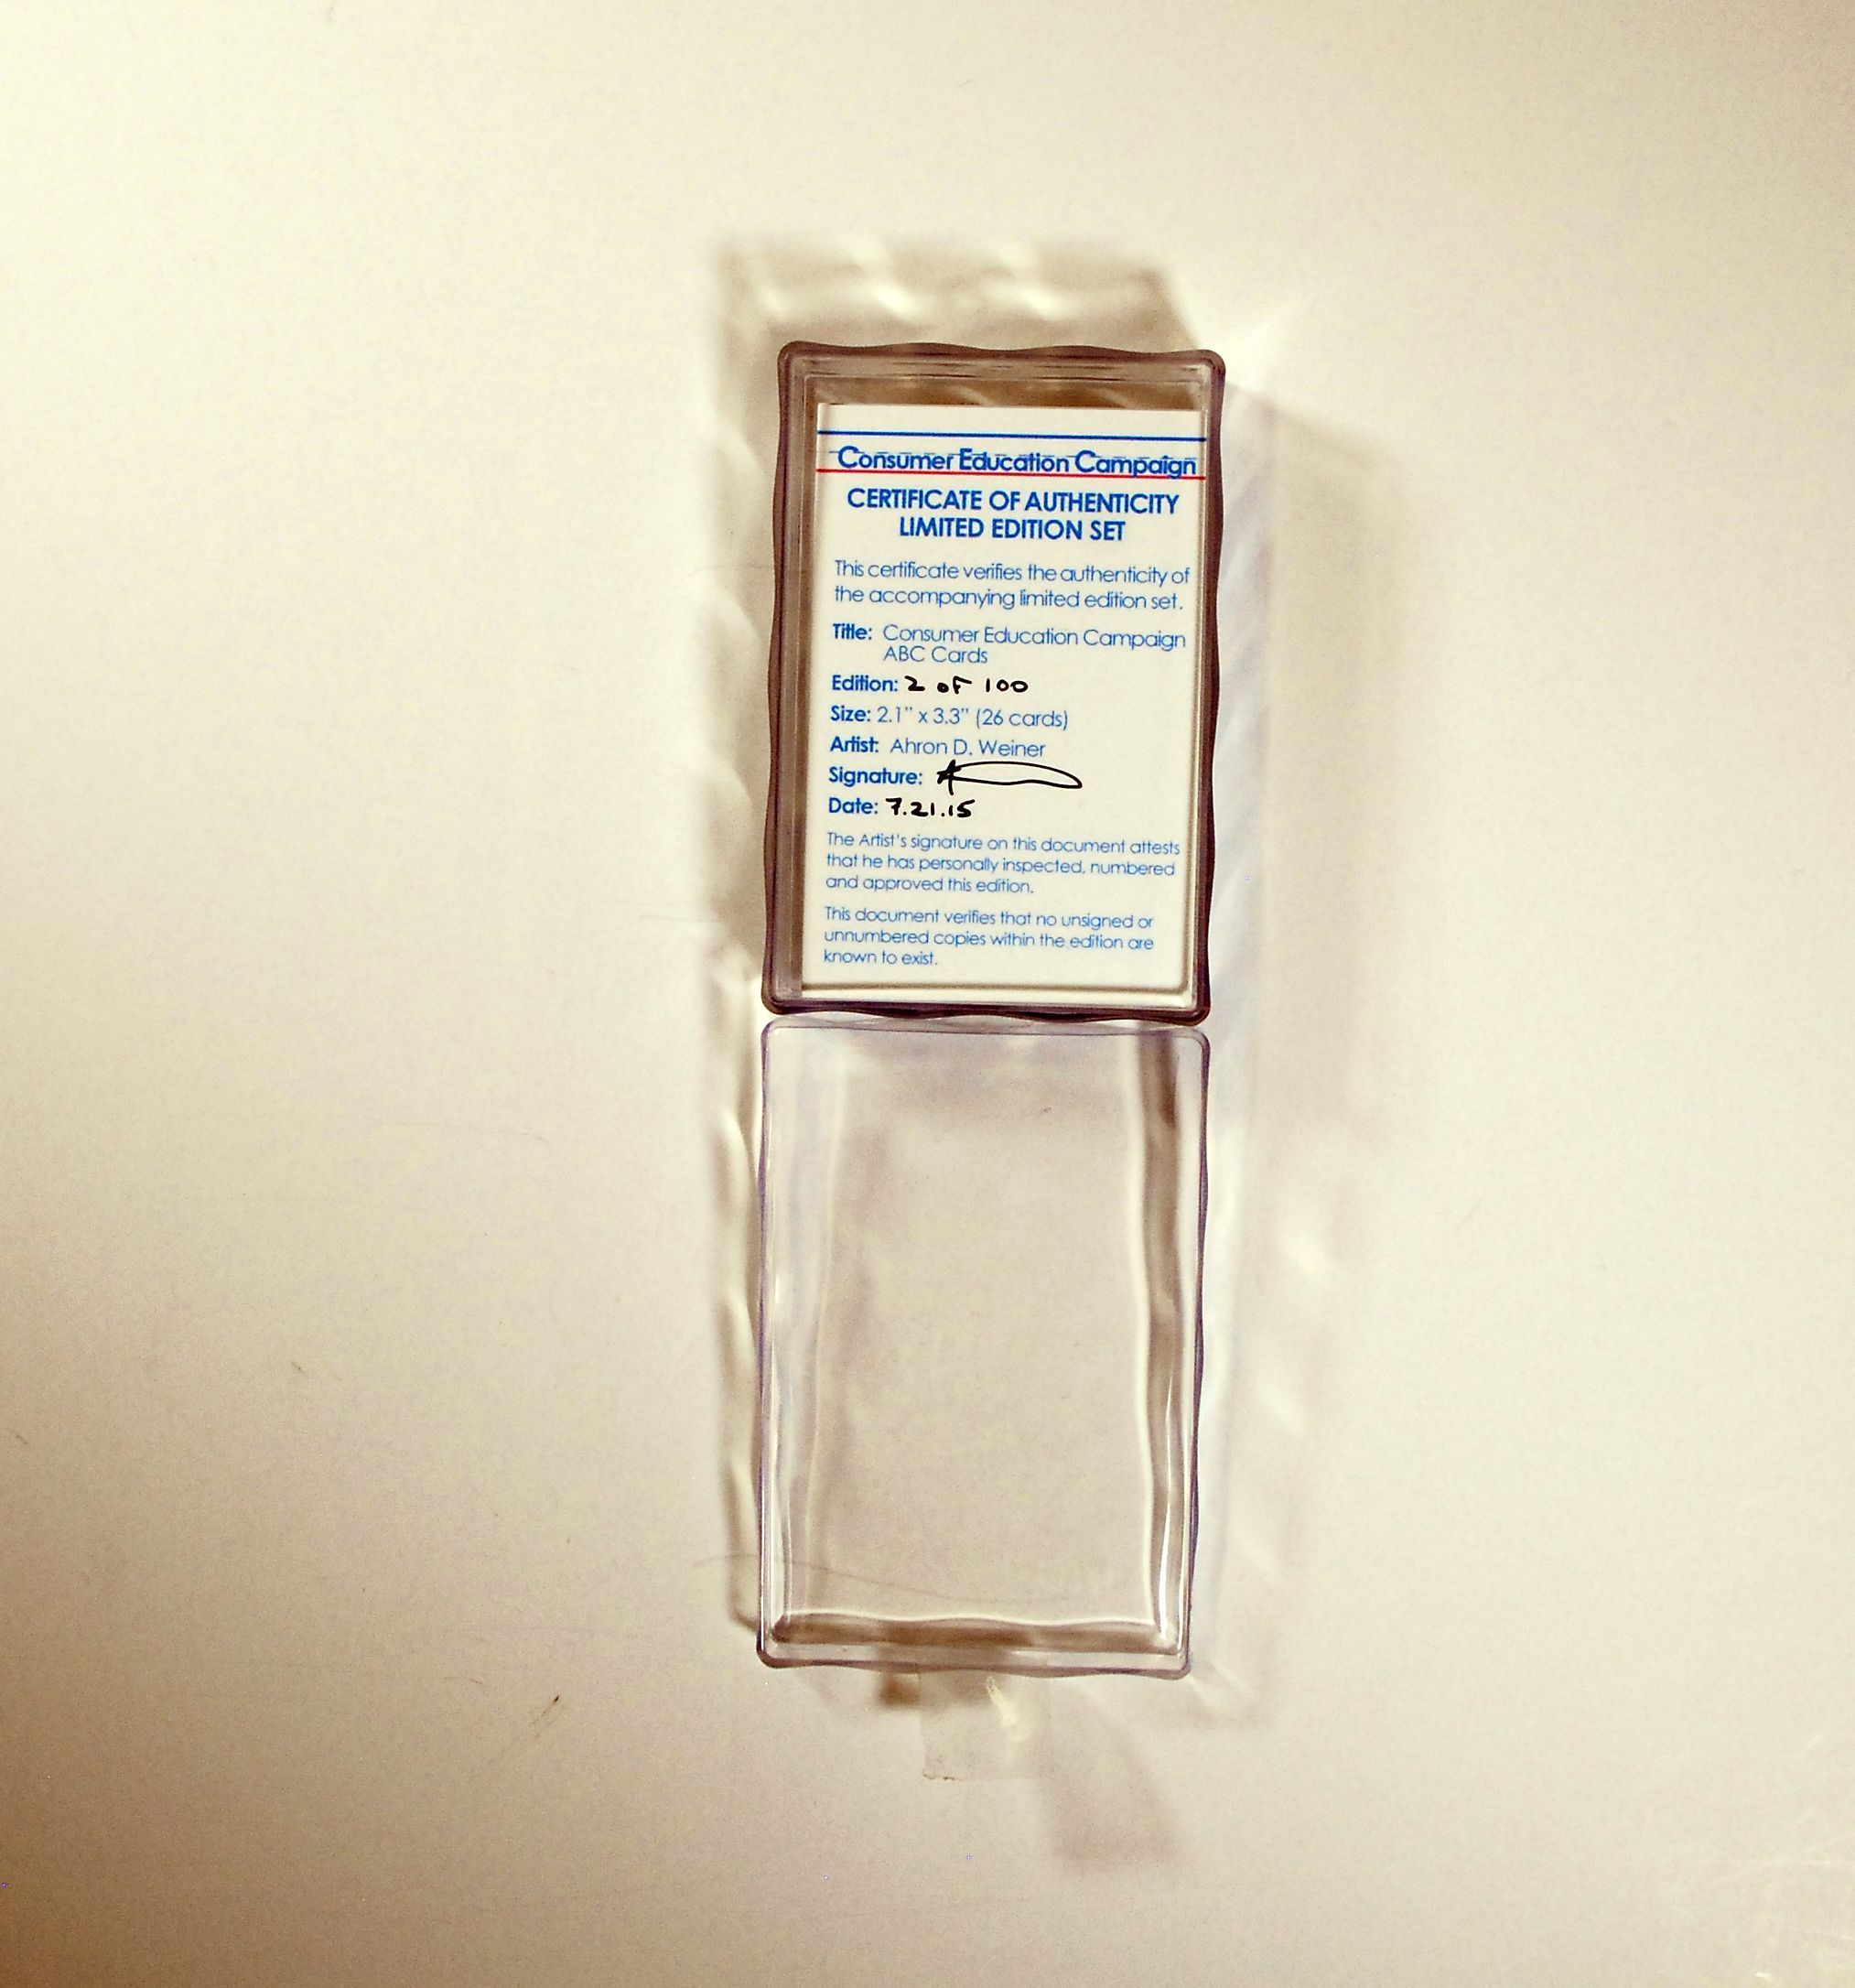 Consumer Education Campaign
CERTIFICATE OF AUTHENTICITY
LIMITED EDITION SET
This certificate verifies the authenticity of
the accompanying limited edition set.
Title: Consumer Education Campaign
ABC Cards
Edition: 2 of 100
Size: 2.1" x 3.3" (26 cards)
Artist: Ahron D. Weiner
Signature:
Date: 7.21.15
The Artist's signature on this document attests
that he has personally inspected, numbered
and approved this edition.
This document verifies that no unsigned or
unnumbered copies within the edition are
known to exist.